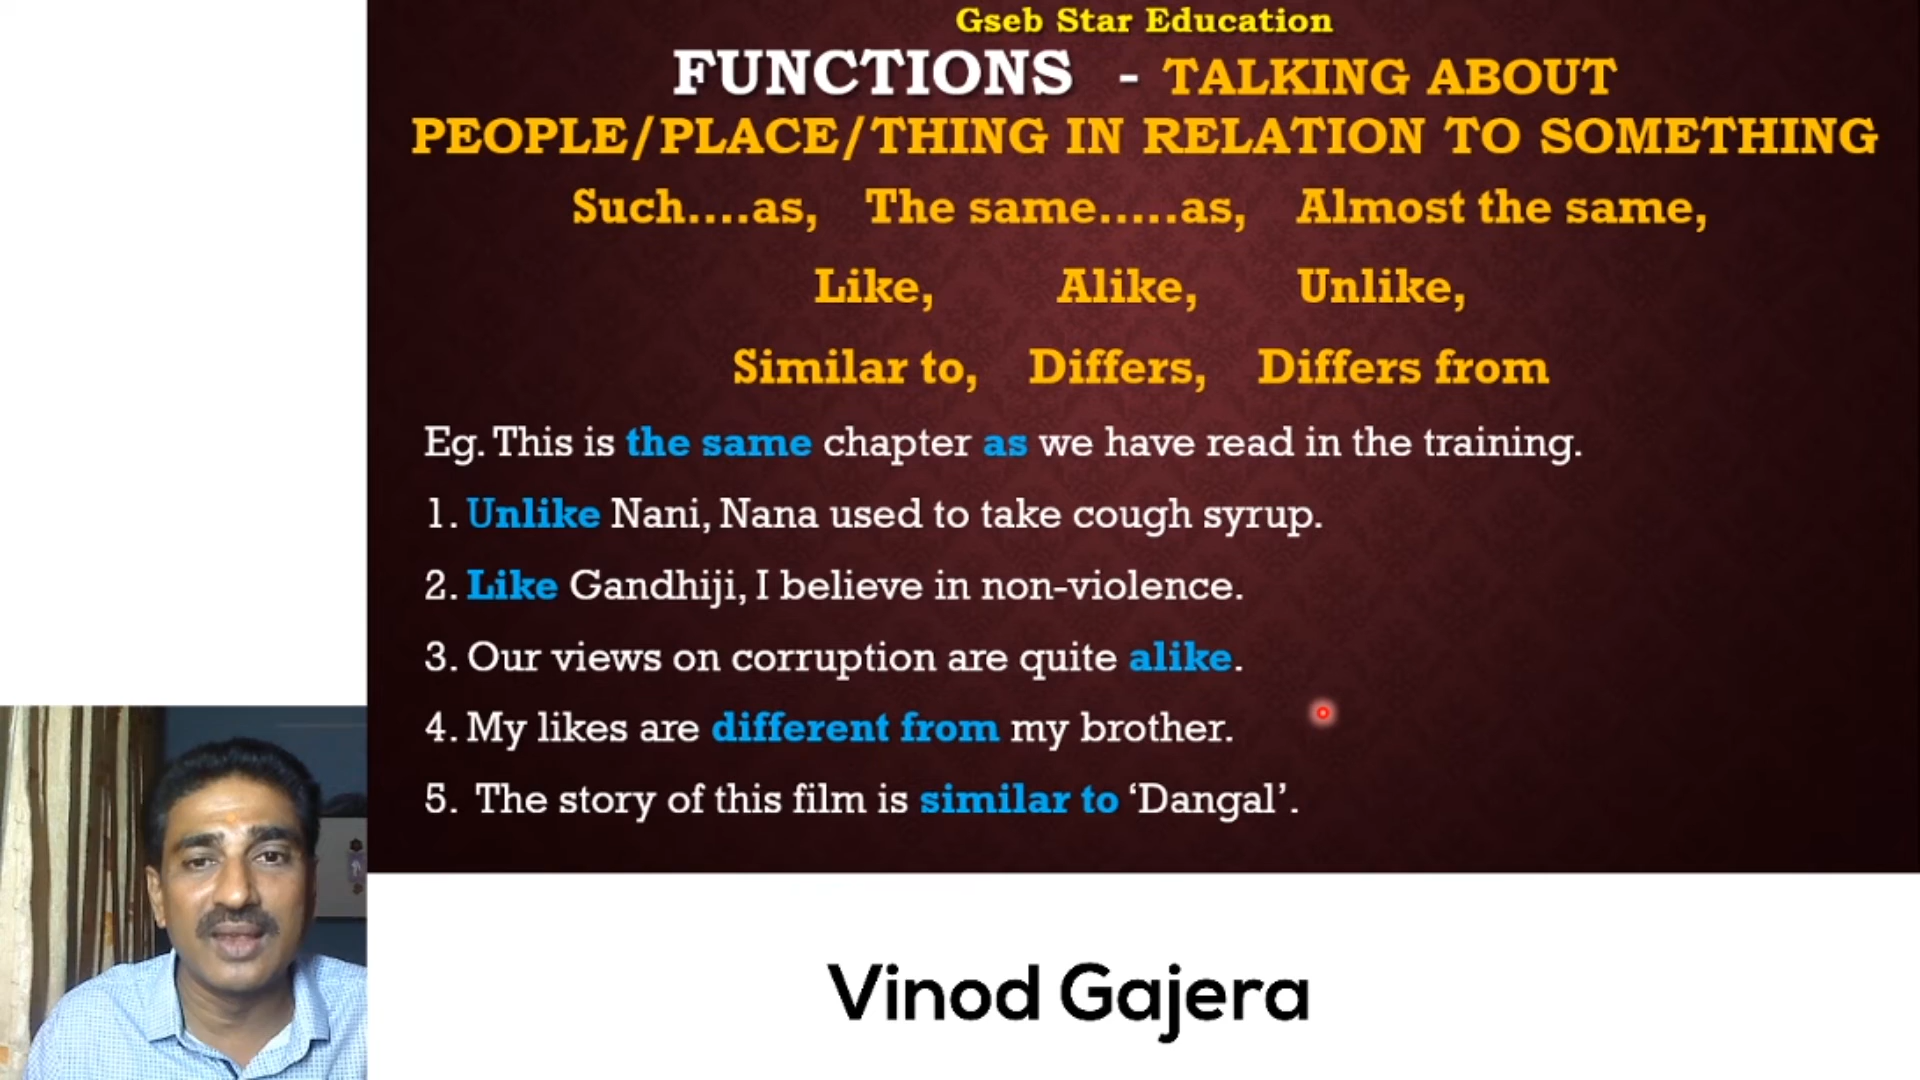 Gseb Star Education
FUNCTIONS - TALKING ABOUT
PEOPLE/PLACE/THING IN RELATION TO SOMETHING
Such....as, The same.....as, Almost the same,
Like, Alike, Unlike,
Similar to, Differs, Differs from
Eg. This is the same chapter as we have read in the training.
1. Unlike Nani, Nana used to take cough syrup.
2. Like Gandhiji, I believe in non-violence.
3. Our views on corruption are quite alike.
4. My likes are different from my brother.
5. The story of this film is similar to ‘Dangal’.
Vinod Gajera